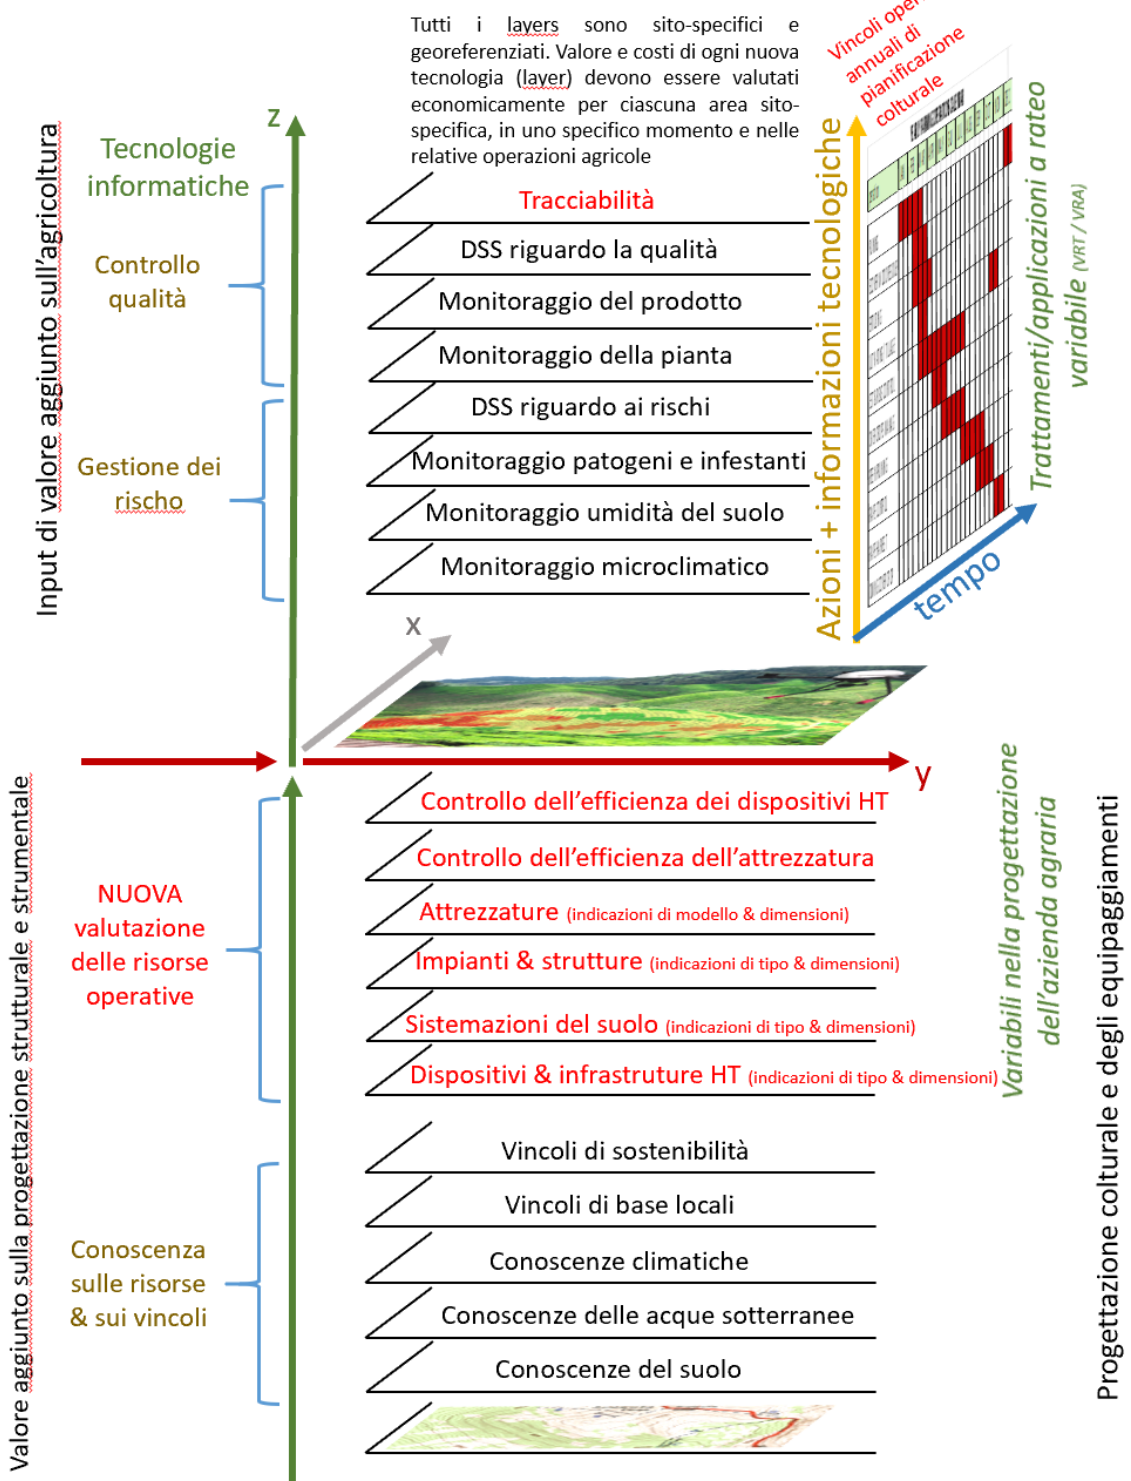 Tutti i layers sono sito-specifici e
georeferenziati. Valore e costi di ogni nuova
tecnologia (layer) devono essere valutati
economicamente per ciascuna area sito-
specifica, in uno specifico momento e nelle
relative operazioni agricole
Vincoli
annuali di
pianificazione
colturale
z
Tecnologie
informatiche
Input di valore aggiunto sull'agricoltura
Controllo
qualità
Gestione dei
rischo
Tracciabilità
DSS riguardo la qualità
Monitoraggio del prodotto
Monitoraggio della pianta
DSS riguardo ai rischi
Monitoraggio patogeni e infestanti
Monitoraggio umidità del suolo
Monitoraggio microclimatico
Azioni + informazioni tecnologiche
tempo
Trattamenti/applicazioni a rateo
variabile (VRT / VRA)
x
y
Valore aggiunto sulla progettazione strutturale e strumentale
NUOVA
valutazione
delle risorse
operative
Controllo dell'efficienza dei dispositivi HT
Controllo dell'efficienza dell'attrezzatura
Attrezzature (indicazioni di modello & dimensioni)
Impianti & strutture (indicazioni di tipo & dimensioni)
Sistemazioni del suolo (indicazioni di tipo & dimensioni)
Dispositivi & infrastruture HT (indicazioni di tipo & dimensioni)
Variabili nella progettazione
dell'azienda agraria
Progettazione colturale e degli equipaggiamenti
Conoscenza
sulle risorse
& sui vincoli
Vincoli di sostenibilità
Vincoli di base locali
Conoscenze climatiche
Conoscenze delle acque sotterranee
Conoscenze del suolo